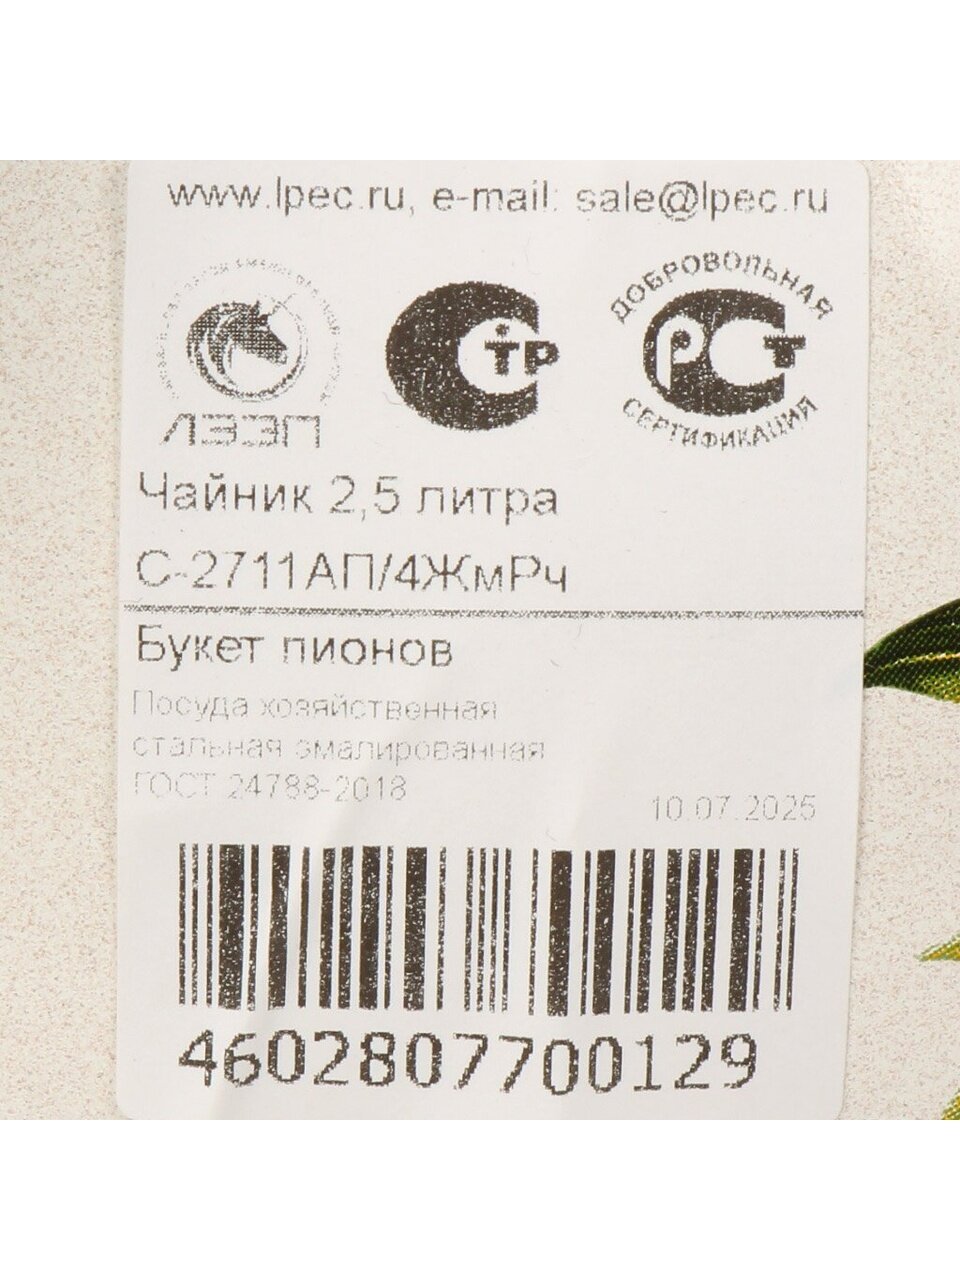 www.lpec.ru, e-mail: sale@lpec.ru
ЛЗЭП
СТР
ДОБРОВОЛЬНАЯ
РСТ
СЕРТИФИКАЦИЯ
Чайник 2,5 литра
С-2711АП/4ЖмРч
Букет пионов
Посуда хозяйственная
стальная эмалированная
ГОСТ 24788-2018
10.07.2025
4602807700129